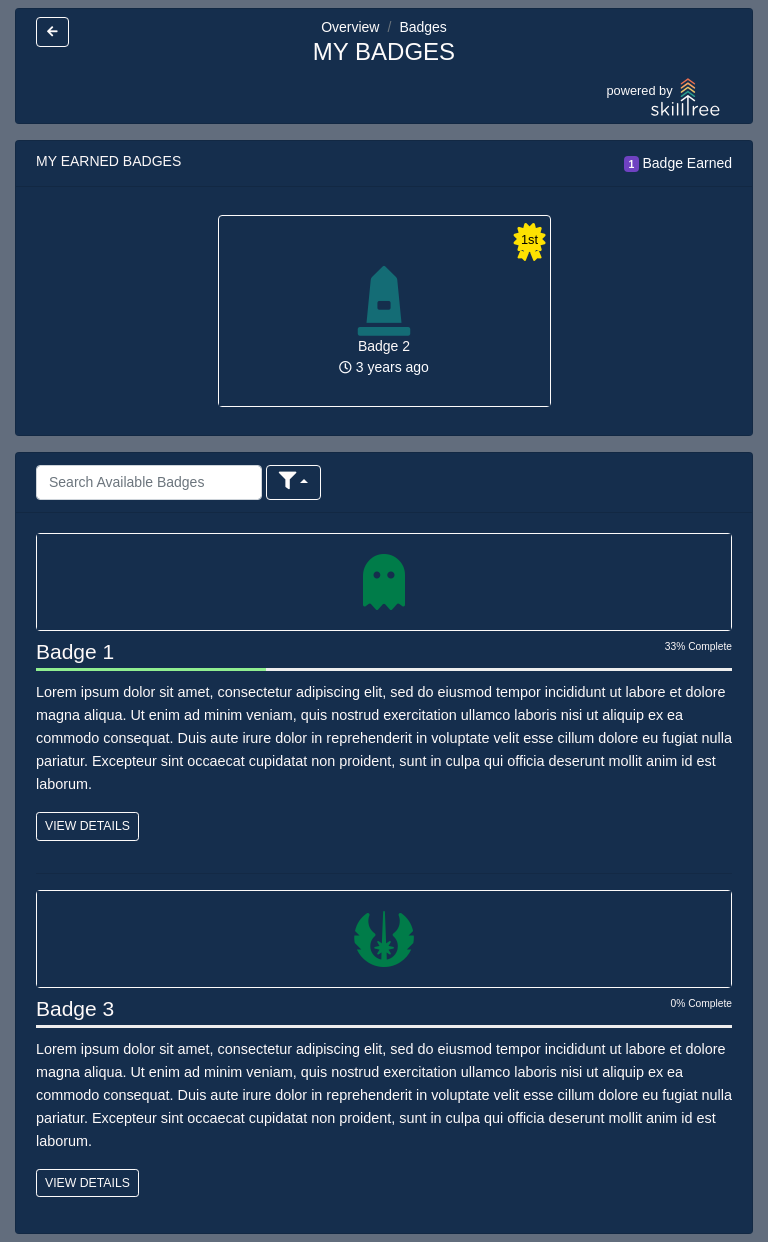 Overview / Badges
MY BADGES
powered by
skilltree
MY EARNED BADGES
1 Badge Earned
1st
Badge 2
3 years ago
Search Available Badges
Badge 1
33% Complete
Lorem ipsum dolor sit amet, consectetur adipiscing elit, sed do eiusmod tempor incididunt ut labore et dolore
magna aliqua. Ut enim ad minim veniam, quis nostrud exercitation ullamco laboris nisi ut aliquip ex ea
commodo consequat. Duis aute irure dolor in reprehenderit in voluptate velit esse cillum dolore eu fugiat nulla
pariatur. Excepteur sint occaecat cupidatat non proident, sunt in culpa qui officia deserunt mollit anim id est
laborum.
VIEW DETAILS
Badge 3
0% Complete
Lorem ipsum dolor sit amet, consectetur adipiscing elit, sed do eiusmod tempor incididunt ut labore et dolore
magna aliqua. Ut enim ad minim veniam, quis nostrud exercitation ullamco laboris nisi ut aliquip ex ea
commodo consequat. Duis aute irure dolor in reprehenderit in voluptate velit esse cillum dolore eu fugiat nulla
pariatur. Excepteur sint occaecat cupidatat non proident, sunt in culpa qui officia deserunt mollit anim id est
laborum.
VIEW DETAILS